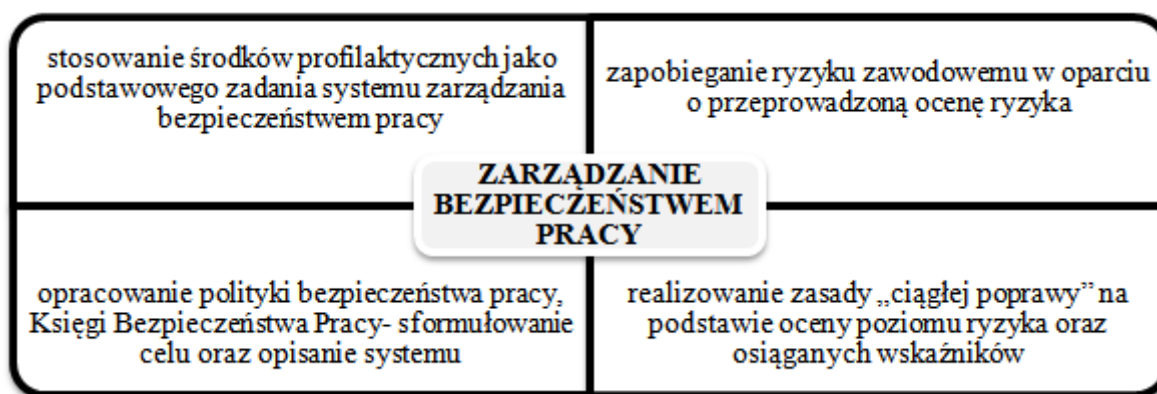 stosowanie środków profilaktycznych jako
podstawowego zadania systemu zarządzania
bezpieczeństwem pracy
zapobieganie ryzyku zawodowemu w oparciu
o przeprowadzoną ocenę ryzyka
ZARZĄDZANIE
BEZPIECZEŃSTWEM
PRACY
opracowanie polityki bezpieczeństwa pracy,
Księgi Bezpieczeństwa Pracy- sformułowanie
celu oraz opisanie systemu
realizowanie zasady „ciągłej poprawy” na
podstawie oceny poziomu ryzyka oraz
osiąganych wskaźników